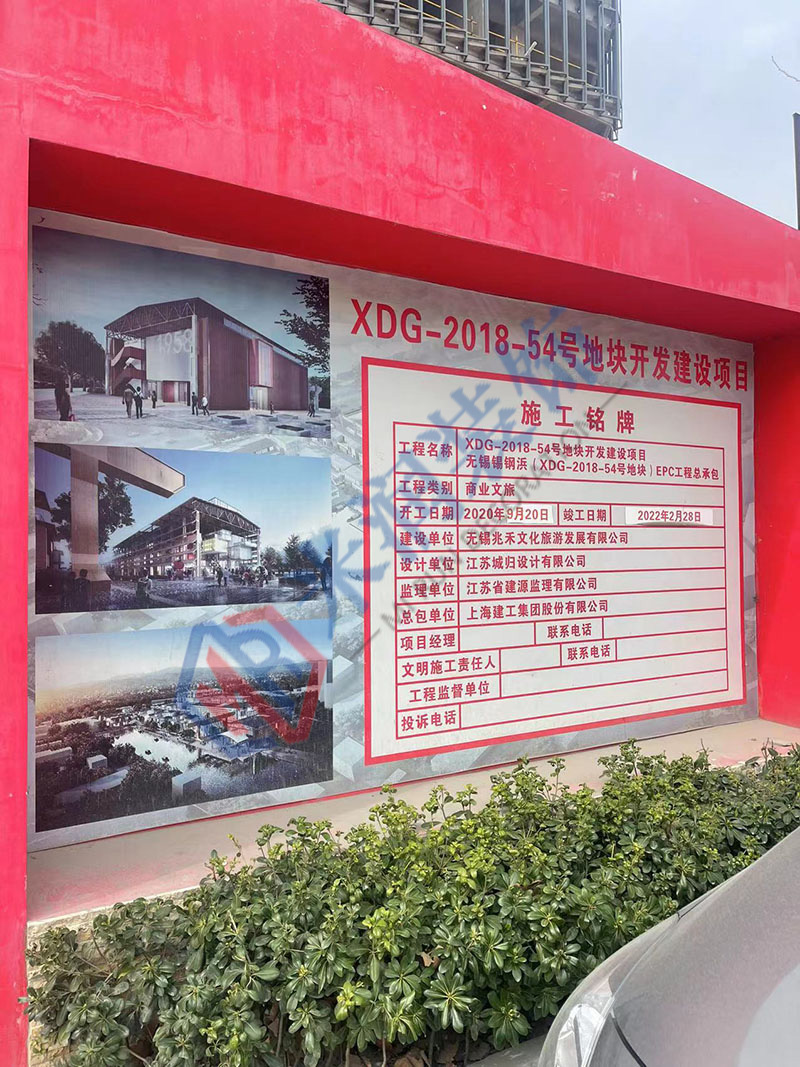 1958
XDG-2018-54号地块开发建设项目
施工铭牌
工程名称 XDG-2018-54号地块开发建设项目
无锡锡钢浜（XDG-2018-54号地块）EPC工程总承包
工程类别 商业文旅
开工日期 2020年9月20日 竣工日期 2022年2月28日
建设单位 无锡兆禾文化旅游发展有限公司
设计单位 江苏城归设计有限公司
监理单位 江苏省建源监理有限公司
总包单位 上海建工集团股份有限公司
项目经理 联系电话
文明施工责任人 联系电话
工程监督单位
投诉电话